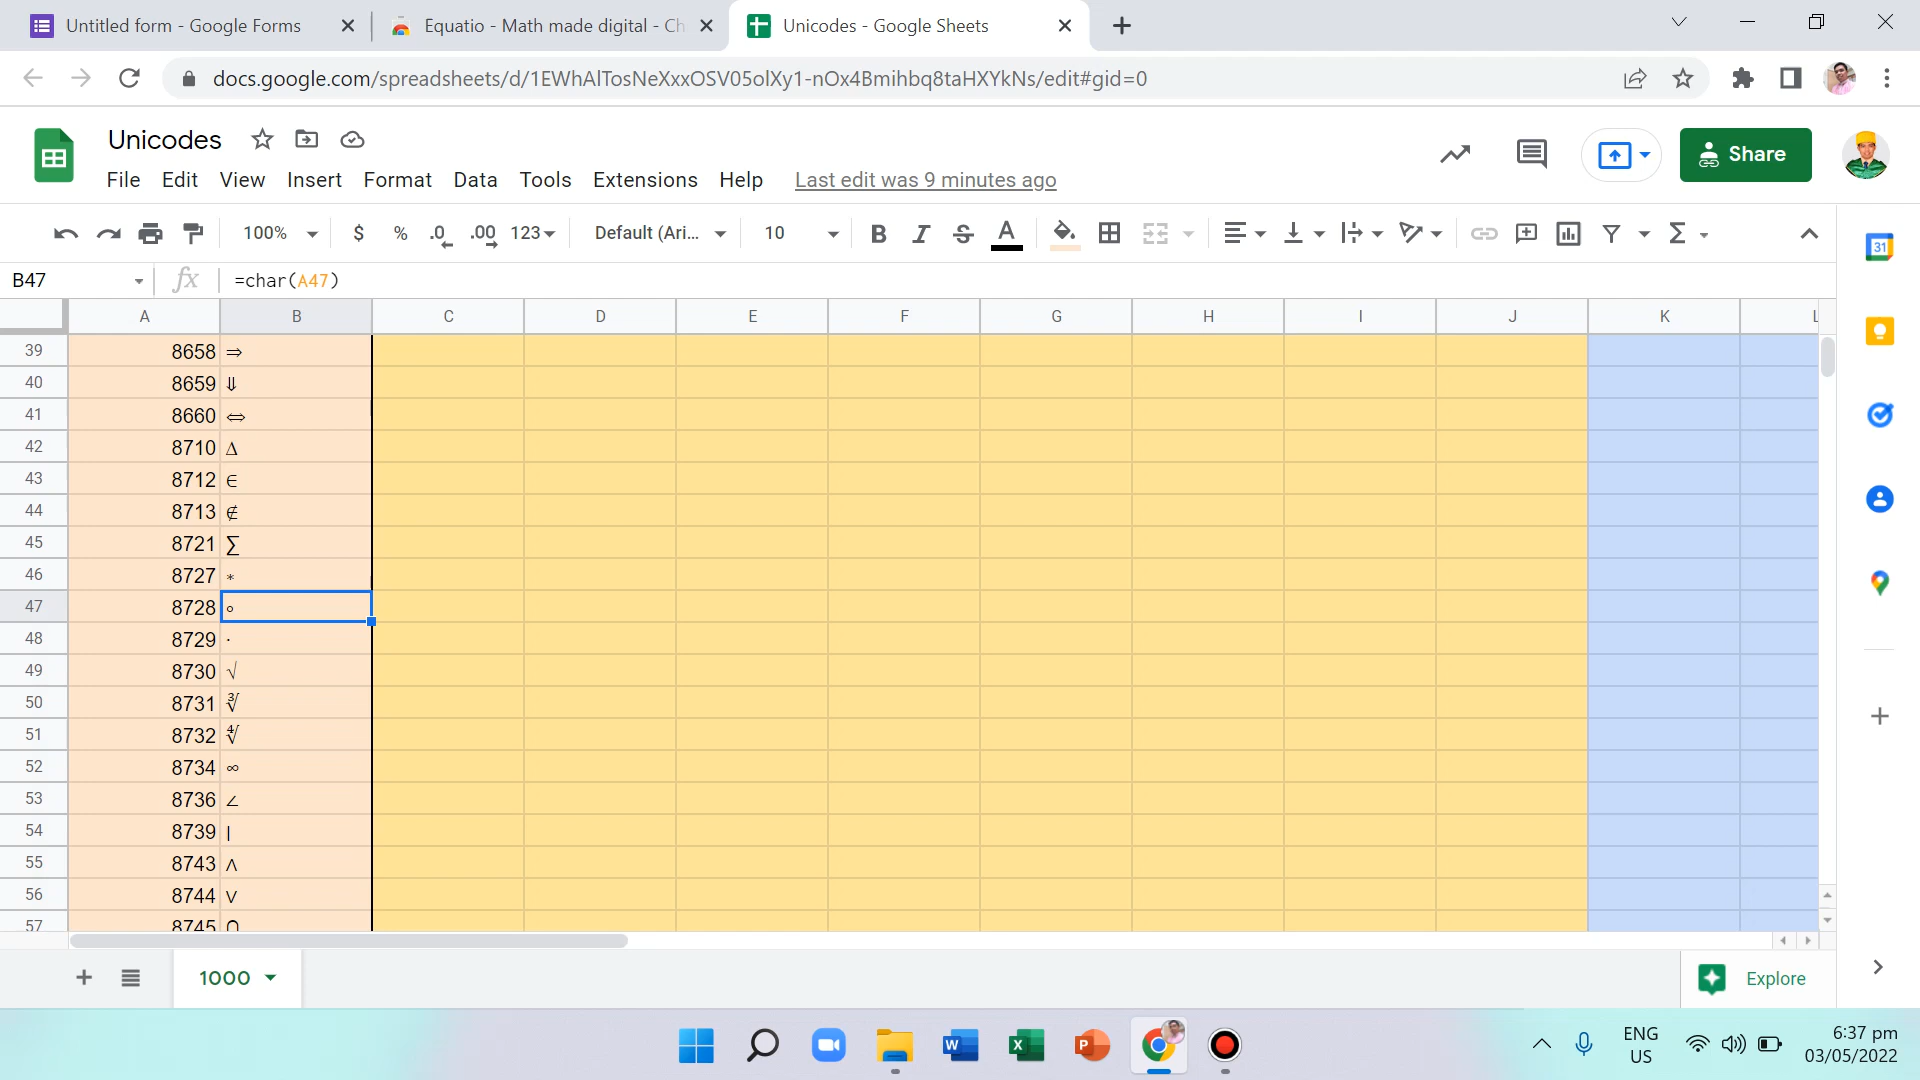 Untitled form - Google Forms
Equatio - Math made digital - Ch
Unicodes - Google Sheets
docs.google.com/spreadsheets/d/1EWhAlTosNeXxxOSV05olXy1-nOx4Bmihbq8taHXYkNs/edit#gid=0
Unicodes
Share
File Edit View Insert Format Data Tools Extensions Help Last edit was 9 minutes ago
100% $ % .0 .00 123 Default (Ari... 10 B I S A Σ
31
B47 fx =char(A47)
A B C D E F G H I J K L
39 8658 ⇒
40 8659 ⇓
41 8660 ⇔
42 8710 ∆
43 8712 ∈
44 8713 ∉
45 8721 ∑
46 8727 ∗
47 8728 ∘
48 8729 ∙
49 8730 √
50 8731 ∛
51 8732 ∜
52 8734 ∞
53 8736 ∠
54 8739 ∣
55 8743 ∧
56 8744 ∨
57 8745 ∩
1000
Explore
W X P
ENG
US
6:37 pm
03/05/2022